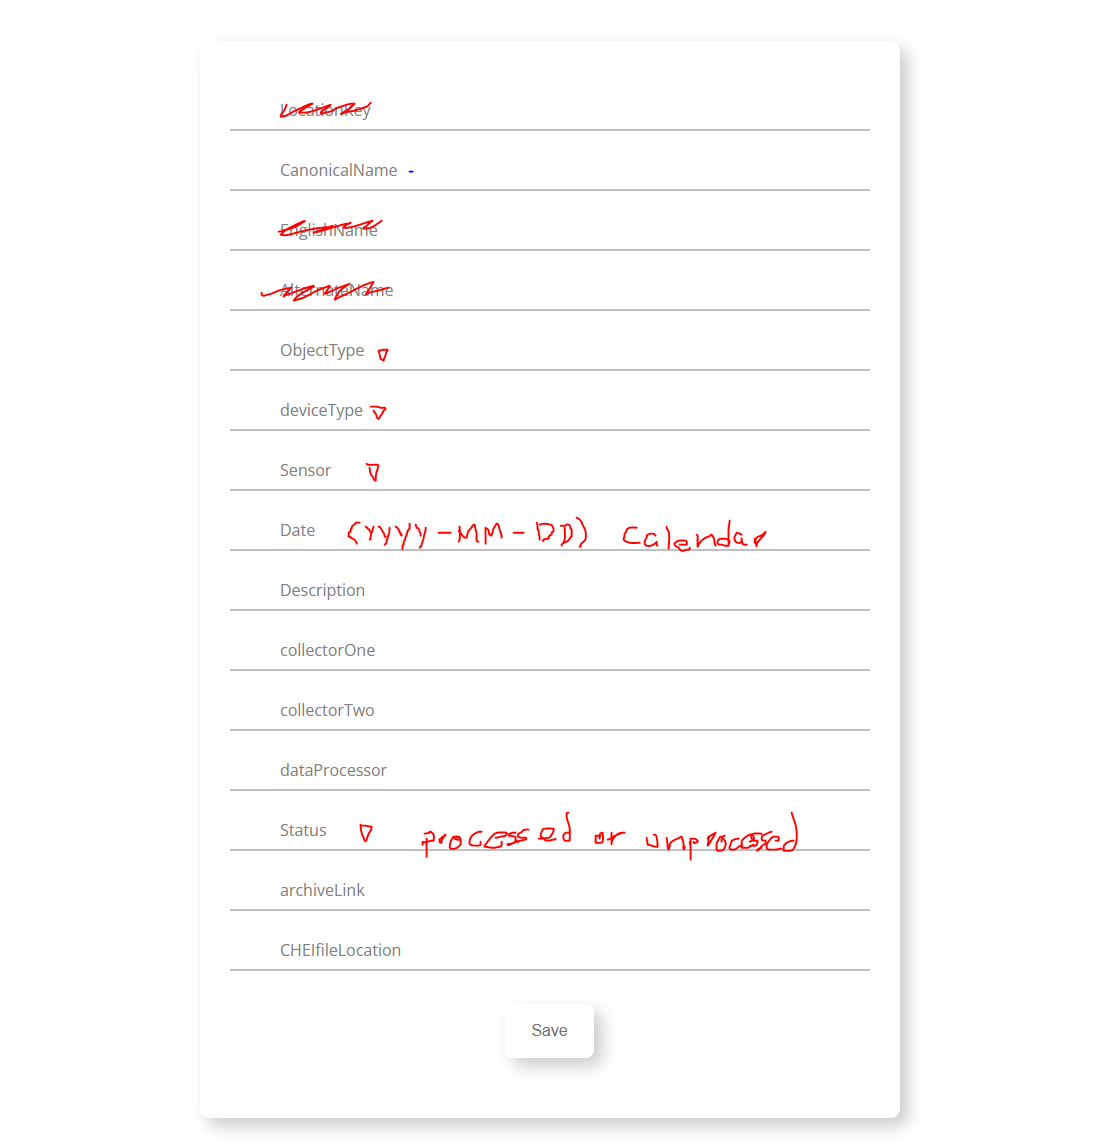 LocationKey
CanonicalName -
EnglishName
AlternateName
ObjectType
deviceType
Sensor
Date (YYYY-MM-DD) Calendar
Description
collectorOne
collectorTwo
dataProcessor
Status processed or unprocessed
archiveLink
CHEIfileLocation
Save